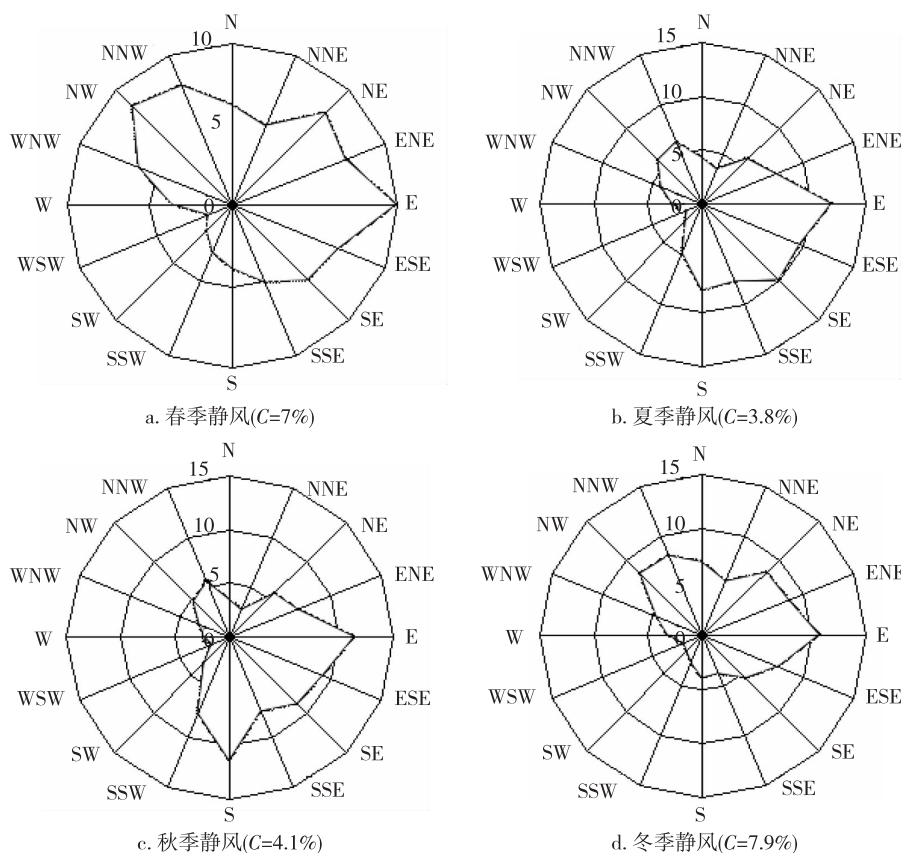 N
10
NNW
NNE
NW
NE
5
WNW
ENE
W
0
E
WSW
ESE
SW
SE
SSW
SSE
S
a. 春季静风(C=7%)
N
15
NNW
NNE
10
NW
NE
WNW
5
ENE
W
0
E
WSW
ESE
SW
SE
SSW
SSE
S
b. 夏季静风(C=3.8%)
N
15
NNW
NNE
10
NW
NE
WNW
5
ENE
W
0
E
WSW
ESE
SW
SE
SSW
SSE
S
c. 秋季静风(C=4.1%)
N
15
NNW
NNE
10
NW
NE
WNW
5
ENE
W
0
E
WSW
ESE
SW
SE
SSW
SSE
S
d. 冬季静风(C=7.9%)